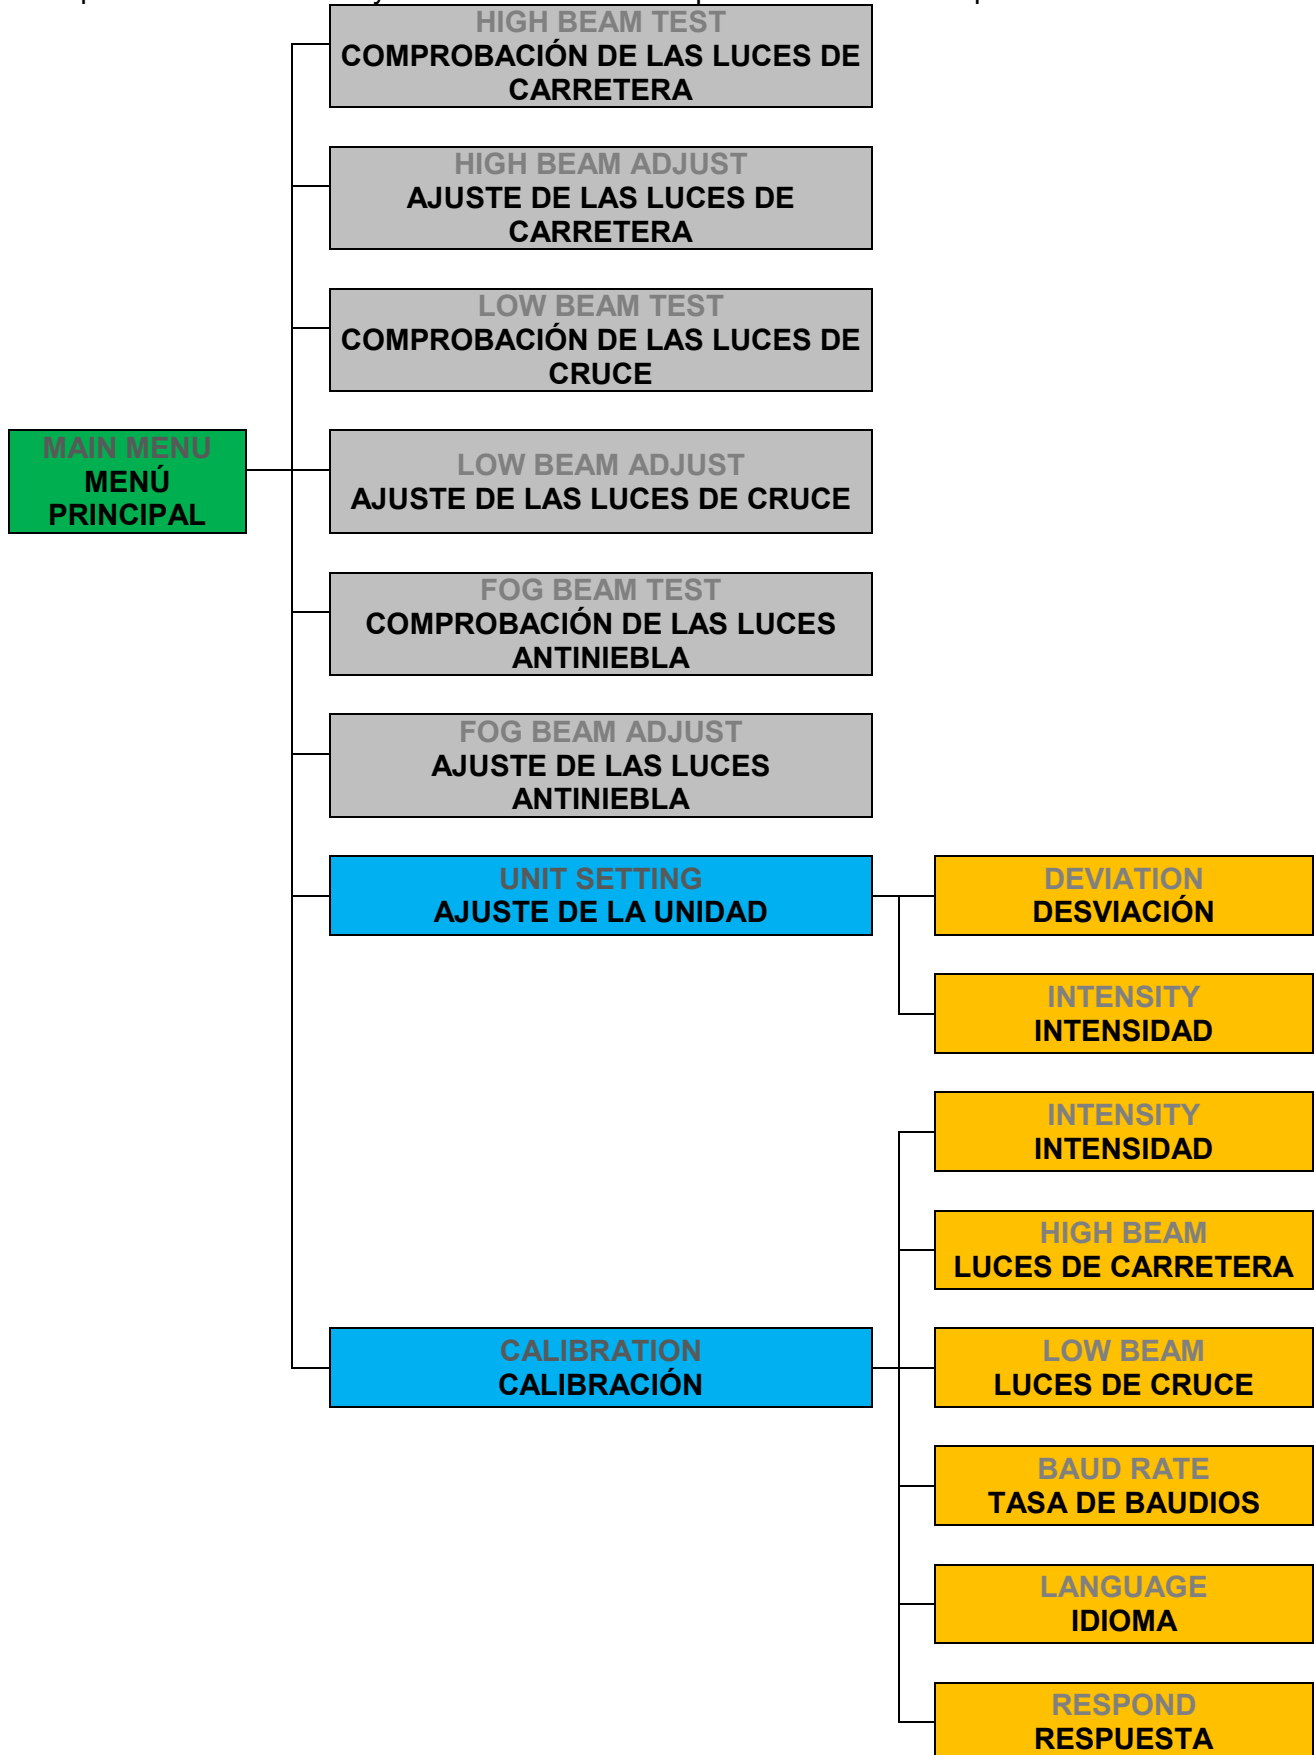 HIGH BEAM TEST
COMPROBACIÓN DE LAS LUCES DE
CARRETERA
HIGH BEAM ADJUST
AJUSTE DE LAS LUCES DE
CARRETERA
LOW BEAM TEST
COMPROBACIÓN DE LAS LUCES DE
CRUCE
MAIN MENU
MENÚ
PRINCIPAL
LOW BEAM ADJUST
AJUSTE DE LAS LUCES DE CRUCE
FOG BEAM TEST
COMPROBACIÓN DE LAS LUCES
ANTINIEBLA
FOG BEAM ADJUST
AJUSTE DE LAS LUCES
ANTINIEBLA
UNIT SETTING
AJUSTE DE LA UNIDAD
DEVIATION
DESVIACIÓN
INTENSITY
INTENSIDAD
INTENSITY
INTENSIDAD
HIGH BEAM
LUCES DE CARRETERA
CALIBRATION
CALIBRACIÓN
LOW BEAM
LUCES DE CRUCE
BAUD RATE
TASA DE BAUDIOS
LANGUAGE
IDIOMA
RESPOND
RESPUESTA